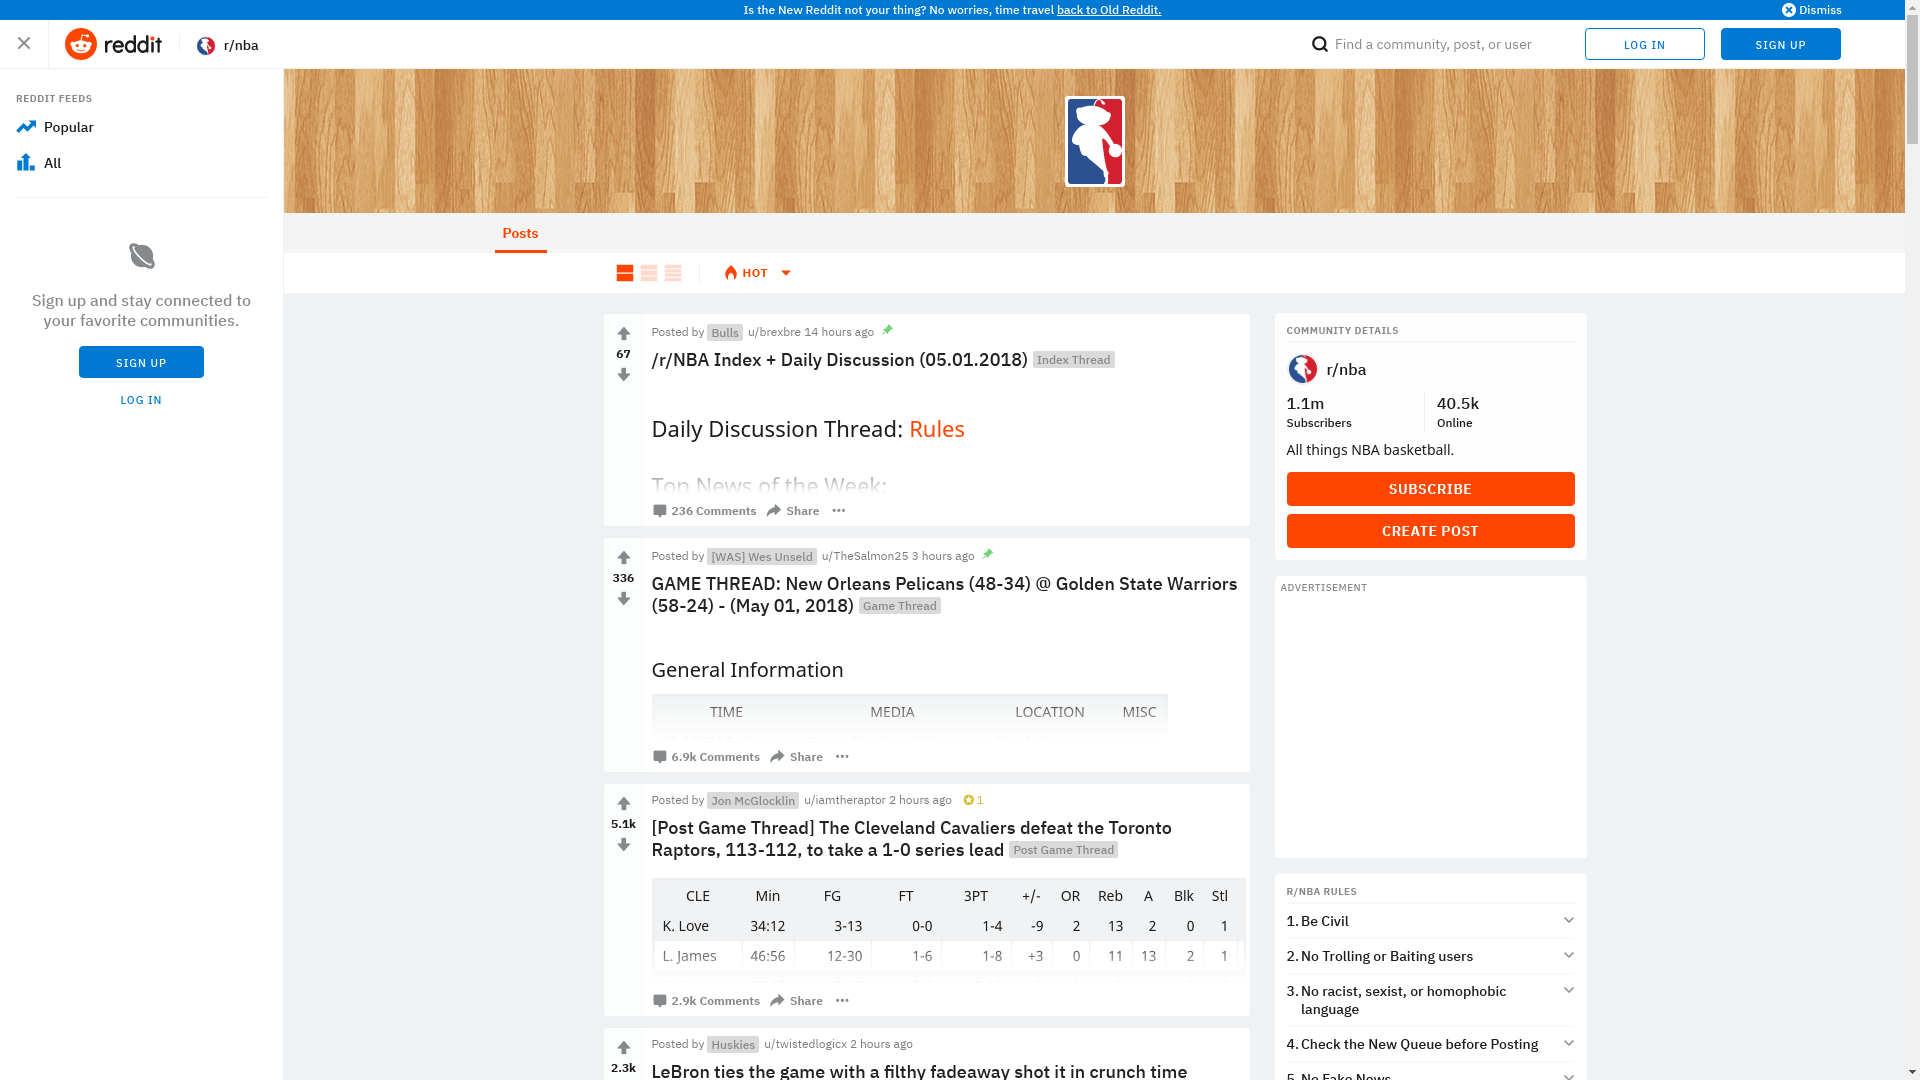 Is the New Reddit not your thing? No worries, time travel back to Old Reddit.
Dismiss
reddit
r/nba
Find a community, post, or user
LOG IN
SIGN UP
REDDIT FEEDS
Popular
All
Sign up and stay connected to
your favorite communities.
SIGN UP
LOG IN
Posts
HOT
Posted by Bulls u/brexbre 14 hours ago
67
/r/NBA Index + Daily Discussion (05.01.2018) Index Thread
Daily Discussion Thread: Rules
Top News of the Week:
236 Comments Share
Posted by [WAS] Wes Unseld u/TheSalmon25 3 hours ago
336
GAME THREAD: New Orleans Pelicans (48-34) @ Golden State Warriors
(58-24) - (May 01, 2018) Game Thread
General Information
TIME MEDIA LOCATION MISC
6.9k Comments Share
Posted by Jon McGlocklin u/iamtheraptor 2 hours ago 1
5.1k
[Post Game Thread] The Cleveland Cavaliers defeat the Toronto
Raptors, 113-112, to take a 1-0 series lead Post Game Thread
CLE Min FG FT 3PT +/- OR Reb A Blk Stl
K. Love 34:12 3-13 0-0 1-4 -9 2 13 2 0 1
L. James 46:56 12-30 1-6 1-8 +3 0 11 13 2 1
2.9k Comments Share
Posted by Huskies u/twistedlogicx 2 hours ago
2.3k
LeBron ties the game with a filthy fadeaway shot it in crunch time
COMMUNITY DETAILS
r/nba
1.1m
Subscribers
40.5k
Online
All things NBA basketball.
SUBSCRIBE
CREATE POST
ADVERTISEMENT
R/NBA RULES
1. Be Civil
2. No Trolling or Baiting users
3. No racist, sexist, or homophobic
language
4. Check the New Queue before Posting
5. No Fake News